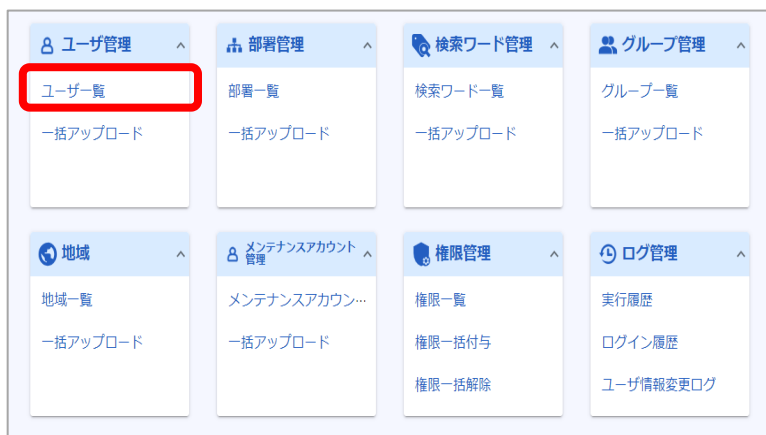 ユーザ管理
部署管理
検索ワード管理
グループ管理
ユーザ一覧
部署一覧
検索ワード一覧
グループ一覧
一括アップロード
一括アップロード
一括アップロード
一括アップロード
地域
メンテナンスアカウント
管理
権限管理
ログ管理
地域一覧
メンテナンスアカウン…
権限一覧
実行履歴
一括アップロード
一括アップロード
権限一括付与
ログイン履歴
権限一括解除
ユーザ情報変更ログ